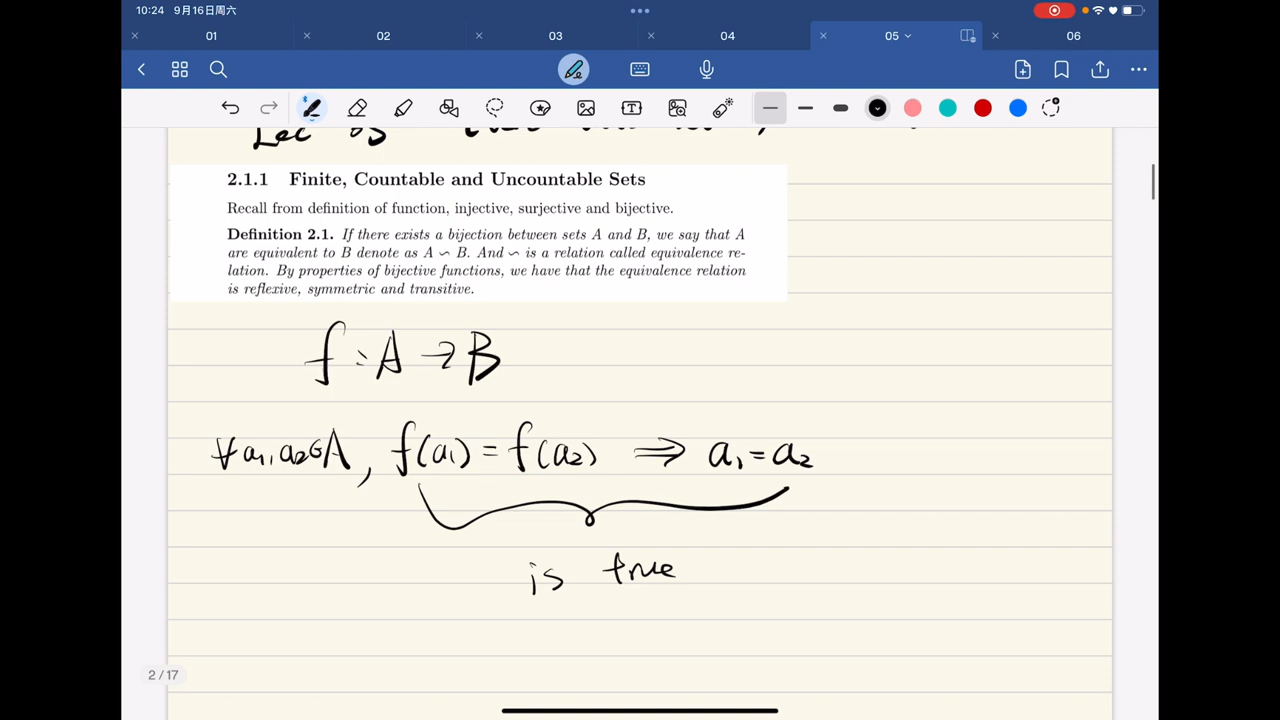 10:24 9月16日周六
01 02 03 04 05 06
2.1.1 Finite, Countable and Uncountable Sets
Recall from definition of function, injective, surjective and bijective.
Definition 2.1. If there exists a bijection between sets A and B, we say that A
are equivalent to B denote as A ∽ B. And ∽ is a relation called equivalence re-
lation. By properties of bijective functions, we have that the equivalence relation
is reflexive, symmetric and transitive.
f : A → B
∀ a₁, a₂ ∈ A, f(a₁) = f(a₂) ⟹ a₁ = a₂
is true
2 / 17